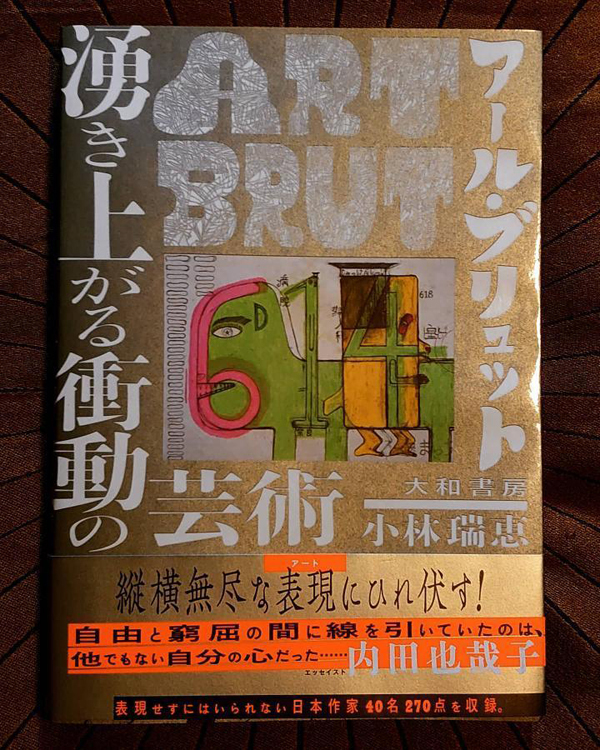 ART
BRUT
アール・ブリュット
湧き上がる衝動の
芸術
大和書房
小林瑞恵
618
614
アート
縦横無尽な表現にひれ伏す!
自由と窮屈の間に線を引いていたのは、
他でもない自分の心だった……
エッセイスト
内田也哉子
表現せずにはいられない日本作家40名270点を収録。